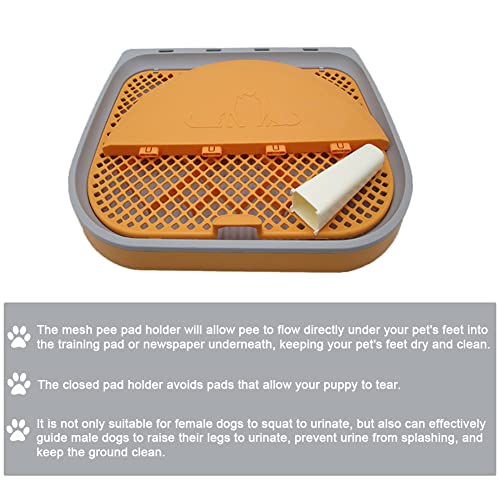 The mesh pee pad holder will allow pee to flow directly under your pet's feet into
the training pad or newspaper underneath, keeping your pet's feet dry and clean.
The closed pad holder avoids pads that allow your puppy to tear.
It is not only suitable for female dogs to squat to urinate, but also can effectively
guide male dogs to raise their legs to urinate, prevent urine from splashing, and
keep the ground clean.